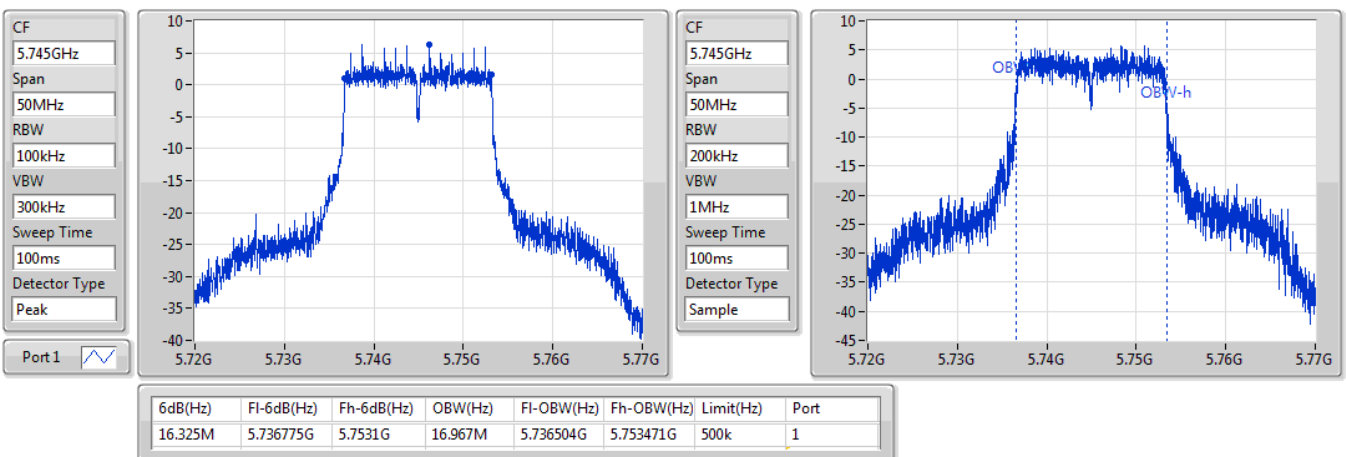 CF
5.745GHz
Span
50MHz
RBW
100kHz
VBW
300kHz
Sweep Time
100ms
Detector Type
Peak
Port 1
10
5
0
-5
-10
-15
-20
-25
-30
-35
-40
5.72G 5.73G 5.74G 5.75G 5.76G 5.77G
CF
5.745GHz
Span
50MHz
RBW
200kHz
VBW
1MHz
Sweep Time
100ms
Detector Type
Sample
10
5
0
-5
-10
-15
-20
-25
-30
-35
-40
-45
OB
OBW-h
5.72G 5.73G 5.74G 5.75G 5.76G 5.77G
6dB(Hz) Fl-6dB(Hz) Fh-6dB(Hz) OBW(Hz) Fl-OBW(Hz) Fh-OBW(Hz) Limit(Hz) Port
16.325M 5.736775G 5.7531G 16.967M 5.736504G 5.753471G 500k 1